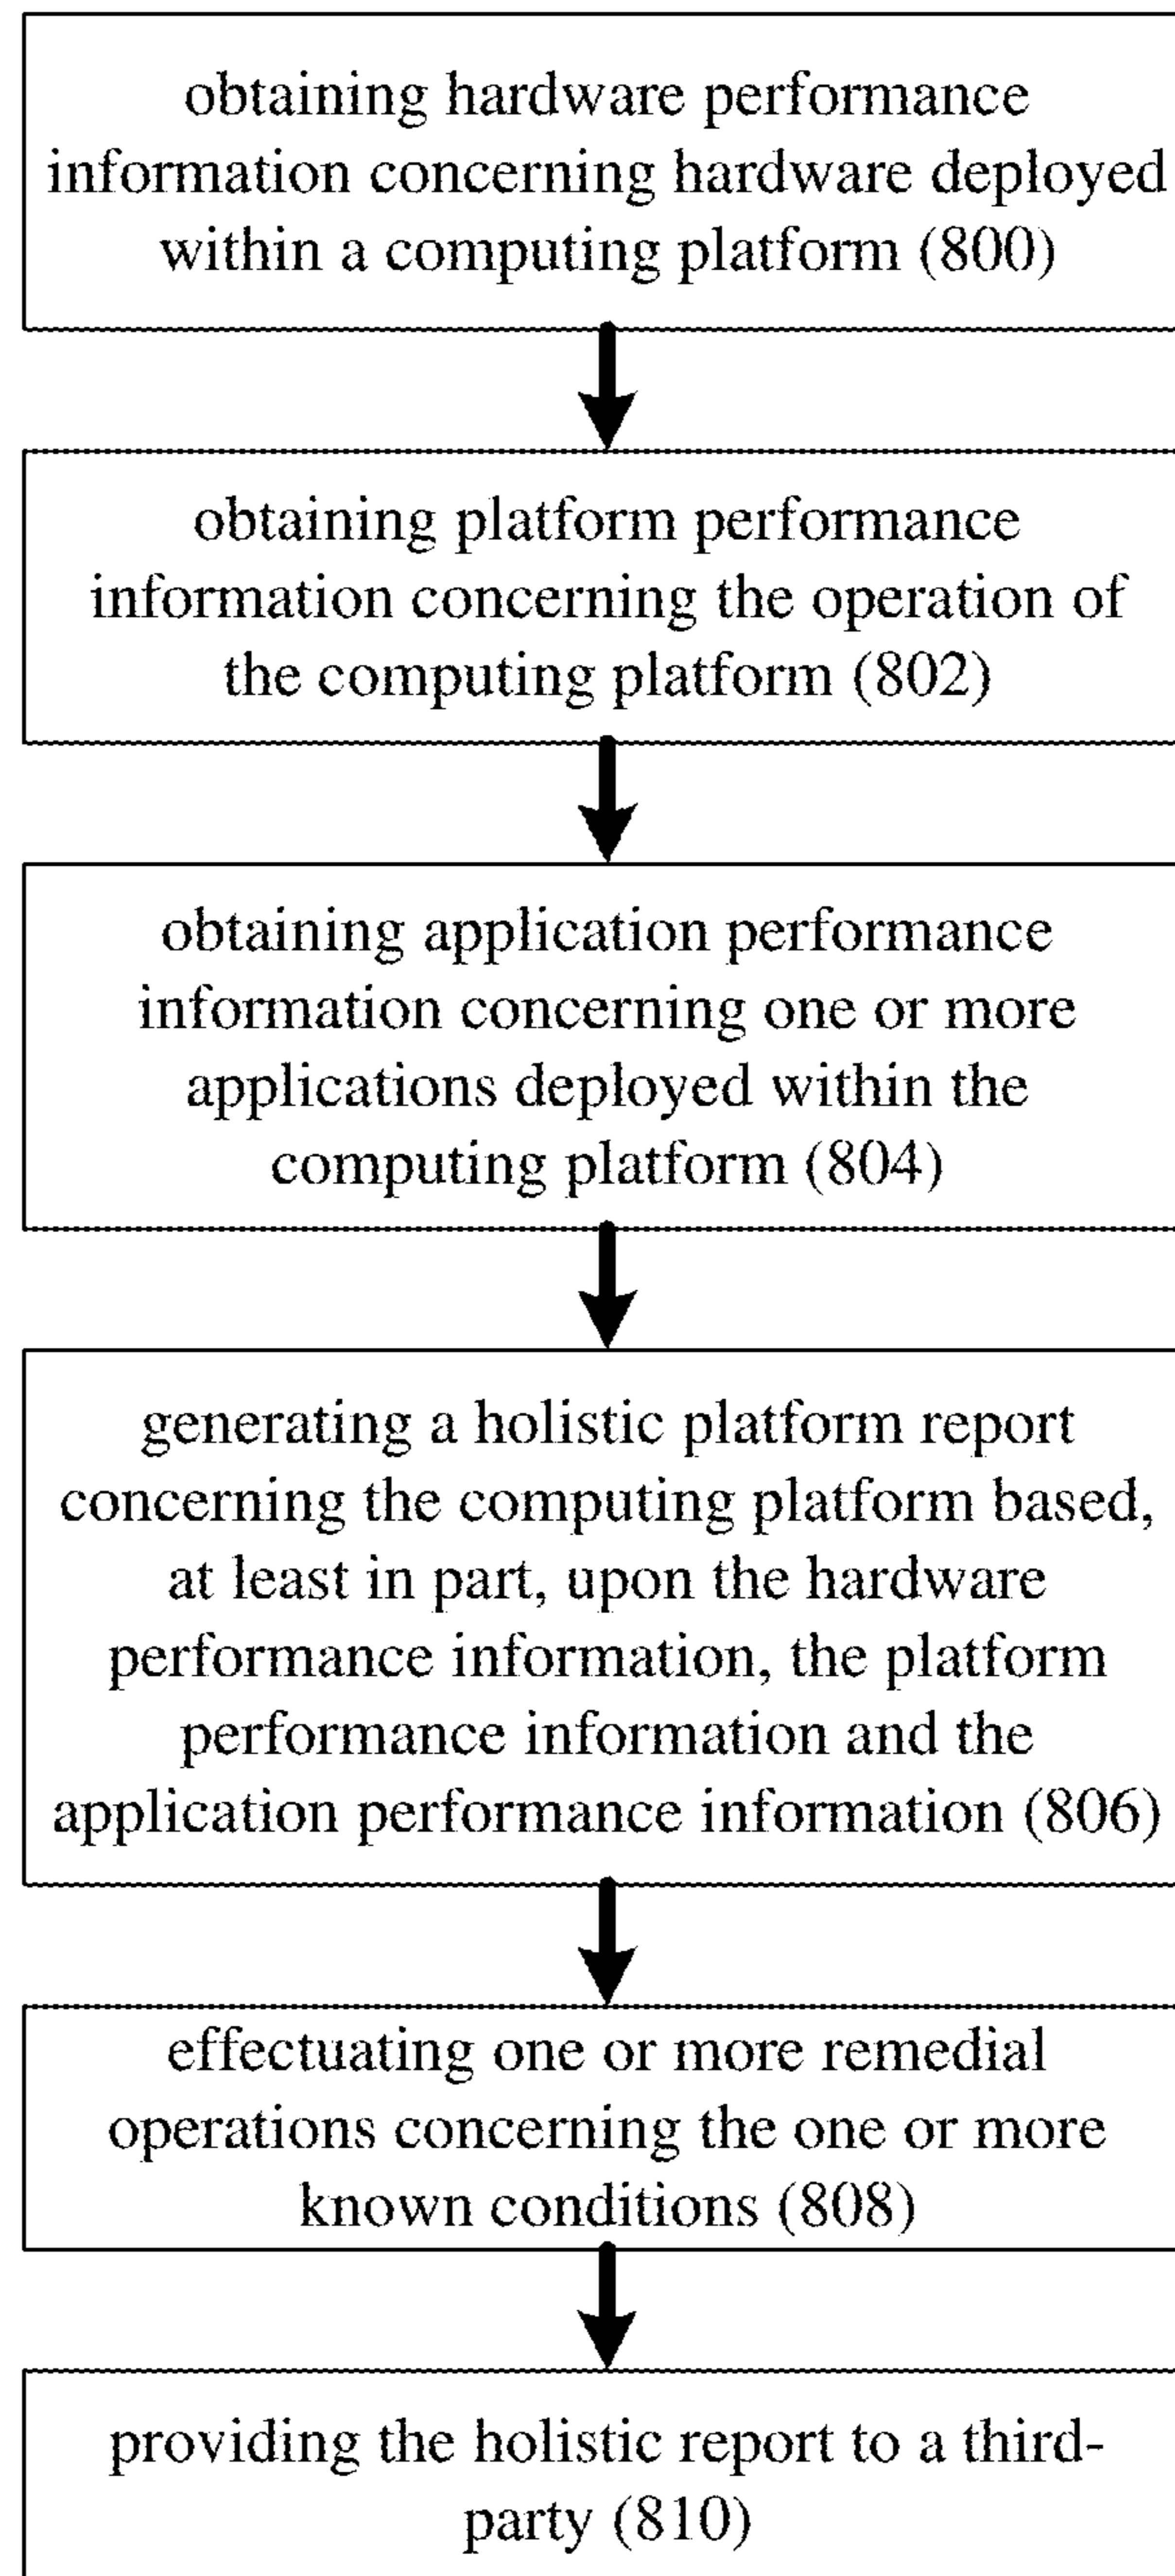 obtaining hardware performance
information concerning hardware deployed
within a computing platform (800)
obtaining platform performance
information concerning the operation of
the computing platform (802)
obtaining application performance
information concerning one or more
applications deployed within the
computing platform (804)
generating a holistic platform report
concerning the computing platform based,
at least in part, upon the hardware
performance information, the platform
performance information and the
application performance information (806)
effectuating one or more remedial
operations concerning the one or more
known conditions (808)
providing the holistic report to a third-
party (810)